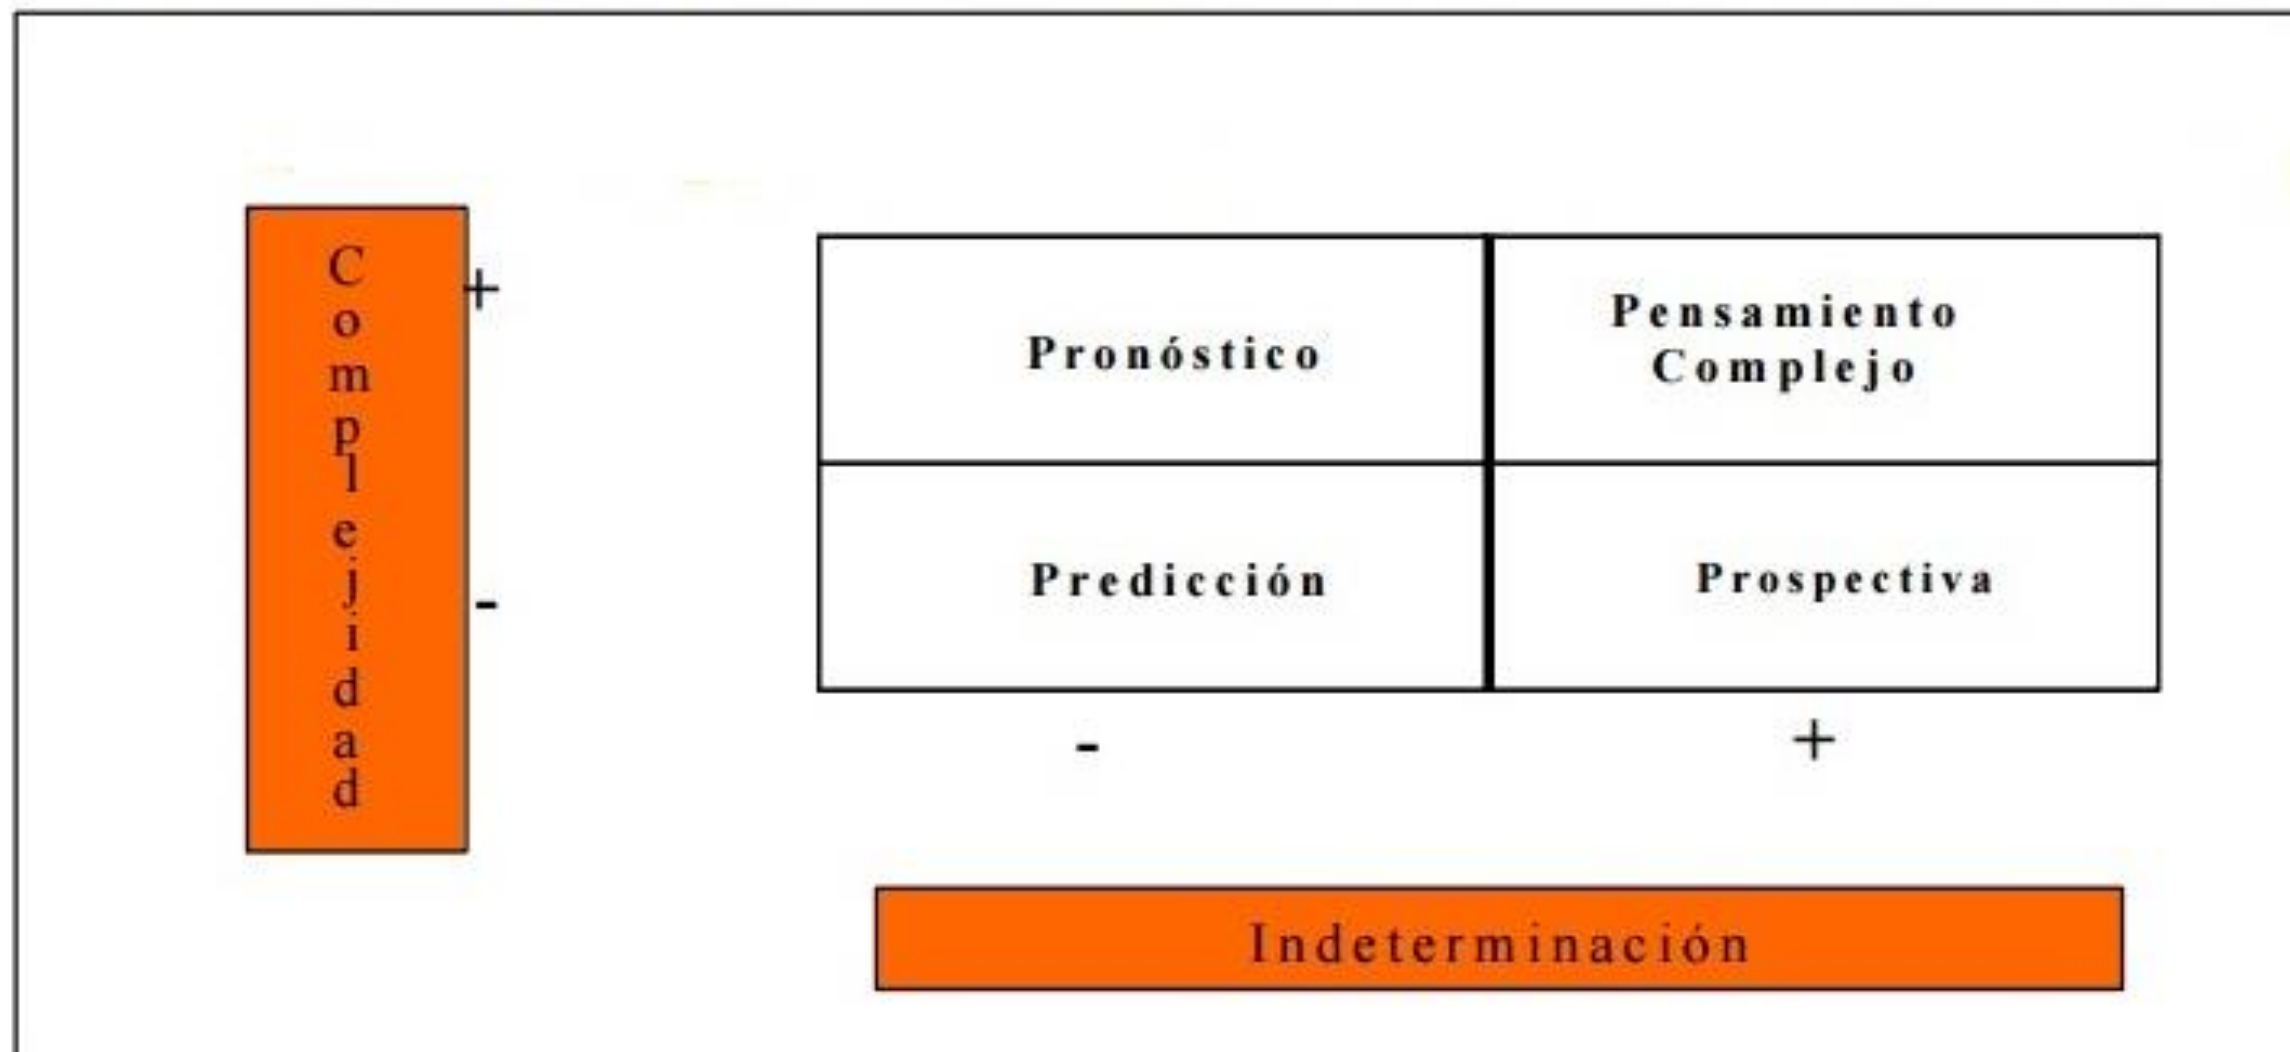 Complejidad
+
-
Pronóstico
Pensamiento
Complejo
Predicción
Prospectiva
-
+
Indeterminación